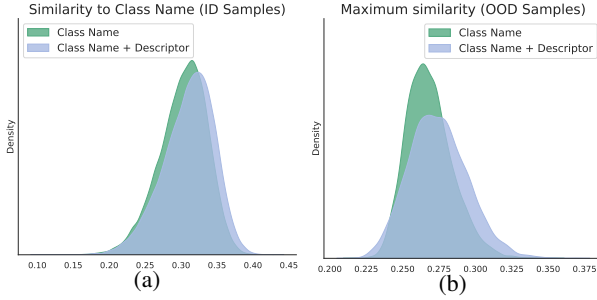 Similarity to Class Name (ID Samples)
Class Name
Class Name + Descriptor
Density
0.10 0.15 0.20 0.25 0.30 0.35 0.40 0.45
(a)
Maximum similarity (OOD Samples)
Class Name
Class Name + Descriptor
Density
0.200 0.225 0.250 0.275 0.300 0.325 0.350 0.375
(b)